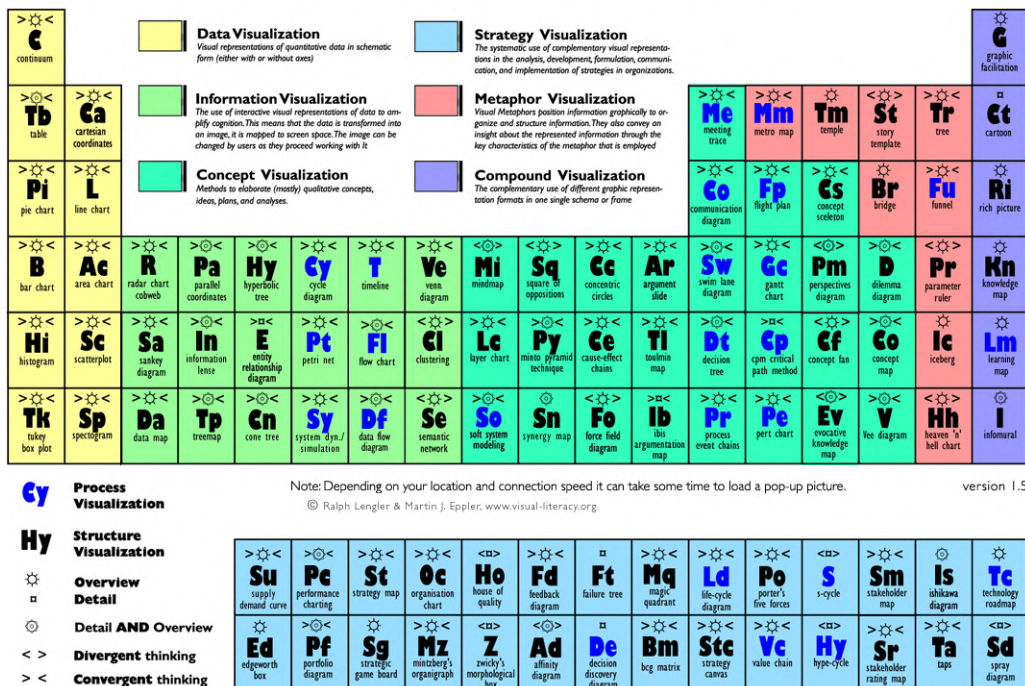 > < C continuum
Data Visualization
Visual representations of quantitative data in schematic
form (either with or without axes)
Strategy Visualization
The systematic use of complementary visual representa-
tions in the analysis, development, formulation, communi-
cation, and implementation of strategies in organizations.
G graphic facilitation
> < Tb table
> < Ca cartesian coordinates
Information Visualization
The use of interactive visual representations of data to am-
plify cognition. This means that the data is transformed into
an image, it is mapped to screen space. The image can be
changed by users as they proceed working with it
Metaphor Visualization
Visual Metaphors position information graphically to or-
ganize and structure information. They also convey an
insight about the represented information through the
key characteristics of the metaphor that is employed
> < Me meeting trace
> < Mm metro map
Tm temple
< > St story template
> < Tr tree
Ct cartoon
> < Pi pie chart
> < L line chart
Concept Visualization
Methods to elaborate (mostly) qualitative concepts,
ideas, plans, and analyses.
Compound Visualization
The complementary use of different graphic represen-
tation formats in one single schema or frame
> < Co communication diagram
> < Fp flight plan
> < Cs concept sceleton
Br bridge
> < Fu funnel
Ri rich picture
> < B bar chart
> < Ac area chart
> < R radar chart cobweb
> < Pa parallel coordinates
> < Hy hyperbolic tree
> < Cy cycle diagram
> < T timeline
> < Ve venn diagram
< > Mi mindmap
< > Sq square of oppositions
> < Cc concentric circles
> < Ar argument slide
> < Sw swim lane diagram
> < Gc gantt chart
< > Pm perspectives diagram
> < D dilemma diagram
< > Pr parameter ruler
Kn knowledge map
> < Hi histogram
> < Sc scatterplot
> < Sa sankey diagram
> < In information lense
> < E entity relationship diagram
> < Pt petri net
> < Fl flow chart
< > Cl clustering
> < Lc layer chart
> < Py minto pyramid technique
> < Ce cause-effect chains
> < Tl toulmin map
> < Dt decision tree
> < Cp cpm critical path method
< > Cf concept fan
> < Co concept map
Ic iceberg
> < Lm learning map
> < Tk tukey box plot
> < Sp spectogram
> < Da data map
> < Tp treemap
> < Cn cone tree
> < Sy system dyn./ simulation
> < Df data flow diagram
< > Se semantic network
So soft system modeling
Sn synergy map
> < Fo force field diagram
> < Ib ibis argumentation map
> < Pr process event chains
> < Pe pert chart
< > Ev evocative knowledge map
V Vee diagram
> < Hh heaven 'n' hell chart
I infomural
Cy Process
Visualization
Note: Depending on your location and connection speed it can take some time to load a pop-up picture.
version 1.5
© Ralph Lengler & Martin J. Eppler, www.visual-literacy.org
Hy Structure
Visualization
Overview
Detail
Detail AND Overview
< > Divergent thinking
> < Convergent thinking
> < Su supply demand curve
> < Pc performance charting
> < St strategy map
> < Oc organisation chart
< > Ho house of quality
> < Fd feedback diagram
Ft failure tree
> < Mq magic quadrant
> < Ld life-cycle diagram
> < Po porter's five forces
< > S s-cycle
> < Sm stakeholder map
Is ishikawa diagram
Tc technology roadmap
Ed edgeworth box
> < Pf portfolio diagram
Sg strategic game board
> < Mz mintzberg's organigraph
< > Z zwicky's morphological box
< > Ad affinity diagram
De decision discovery diagram
> < Bm bcg matrix
> < Stc strategy canvas
> < Vc value chain
< > Hy hype-cycle
> < Sr stakeholder rating map
> < Ta taps
< > Sd spray diagram